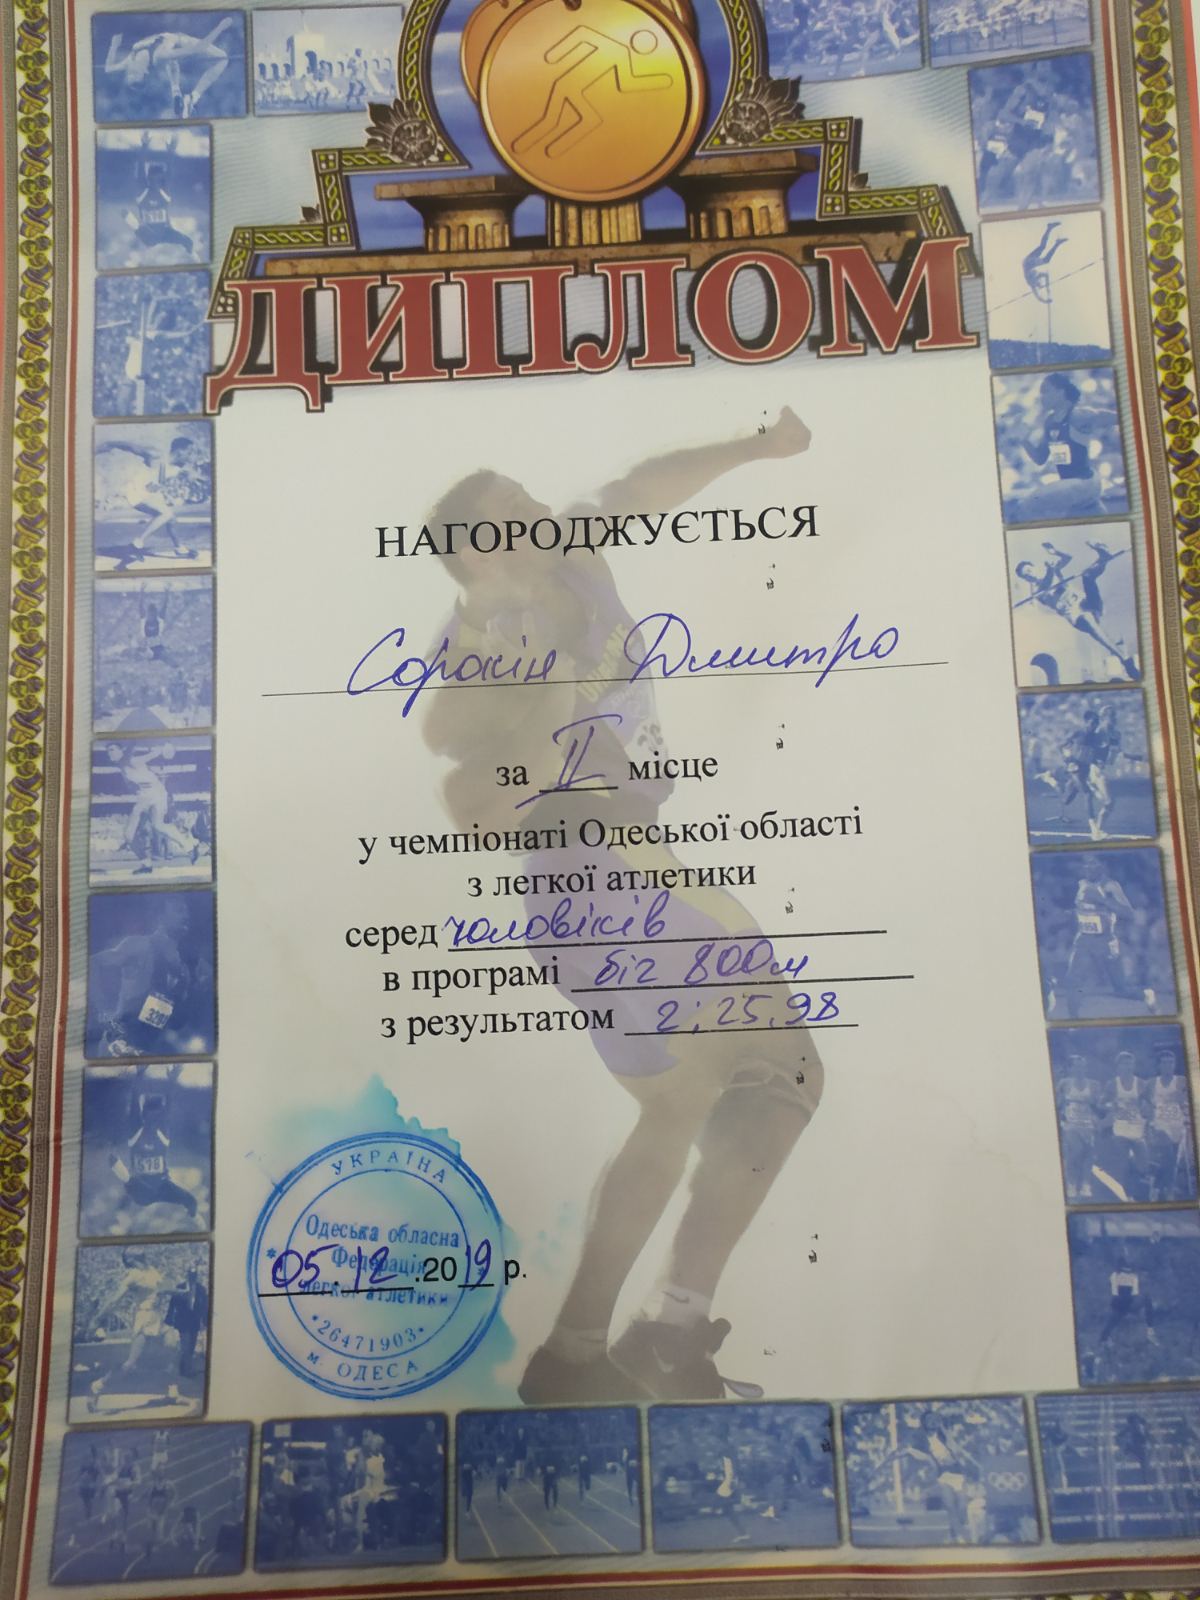 ДИПЛОМ
НАГОРОДЖУЄТЬСЯ
Сорокін Дмитро
за II місце
у чемпіонаті Одеської області
з легкої атлетики
серед чоловіків
в програмі біг 800м
з результатом 2:25,98
УКРАЇНА
Одеська обласна
Федерація
легкої атлетики
05.12.2019 р.
*26471903*
м. ОДЕСА